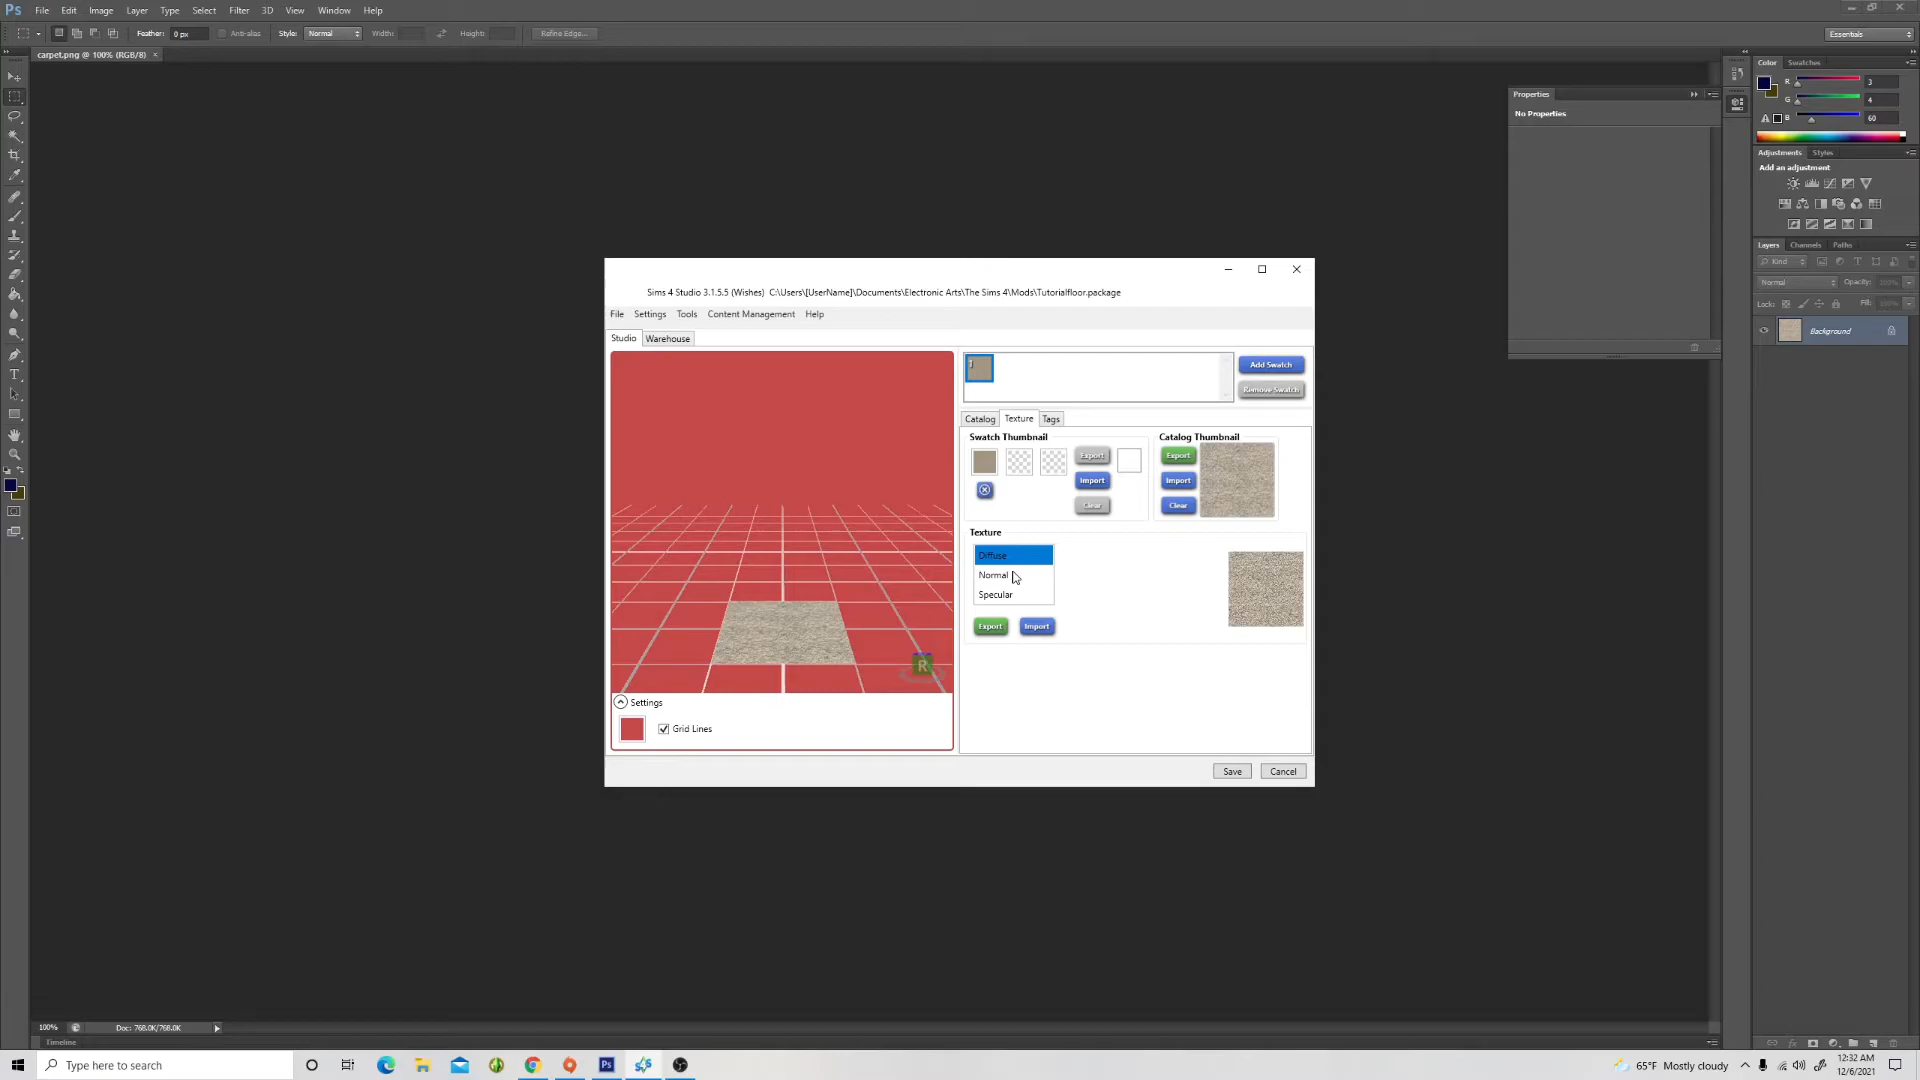 Ps File Edit Image Layer Type Select Filter 3D View Window Help
Feather: 0 px Anti-alias Style: Normal Width: Height: Refine Edge... Essentials
carpet.png @ 100% (RGB/8) ×
Color Swatches
R 3
G 4
B 60
Properties
No Properties
Adjustments Styles
Add an adjustment
Layers Channels Paths
Kind
Normal Opacity:
Lock: Fill:
Background
Sims 4 Studio 3.1.5.5 (Wishes) C:\Users\[UserName]\Documents\Electronic Arts\The Sims 4\Mods\Tutorialfloor.package
File Settings Tools Content Management Help
Studio Warehouse
Add Swatch
Remove Swatch
Catalog Texture Tags
Swatch Thumbnail
Export
Import
Clear
Catalog Thumbnail
Export
Import
Clear
Texture
Diffuse
Normal
Specular
Export Import
R
Settings
Grid Lines
Save Cancel
100% Doc: 768.0K/768.0K
Timeline
Type here to search
Ps
65°F Mostly cloudy
12:32 AM
12/6/2021